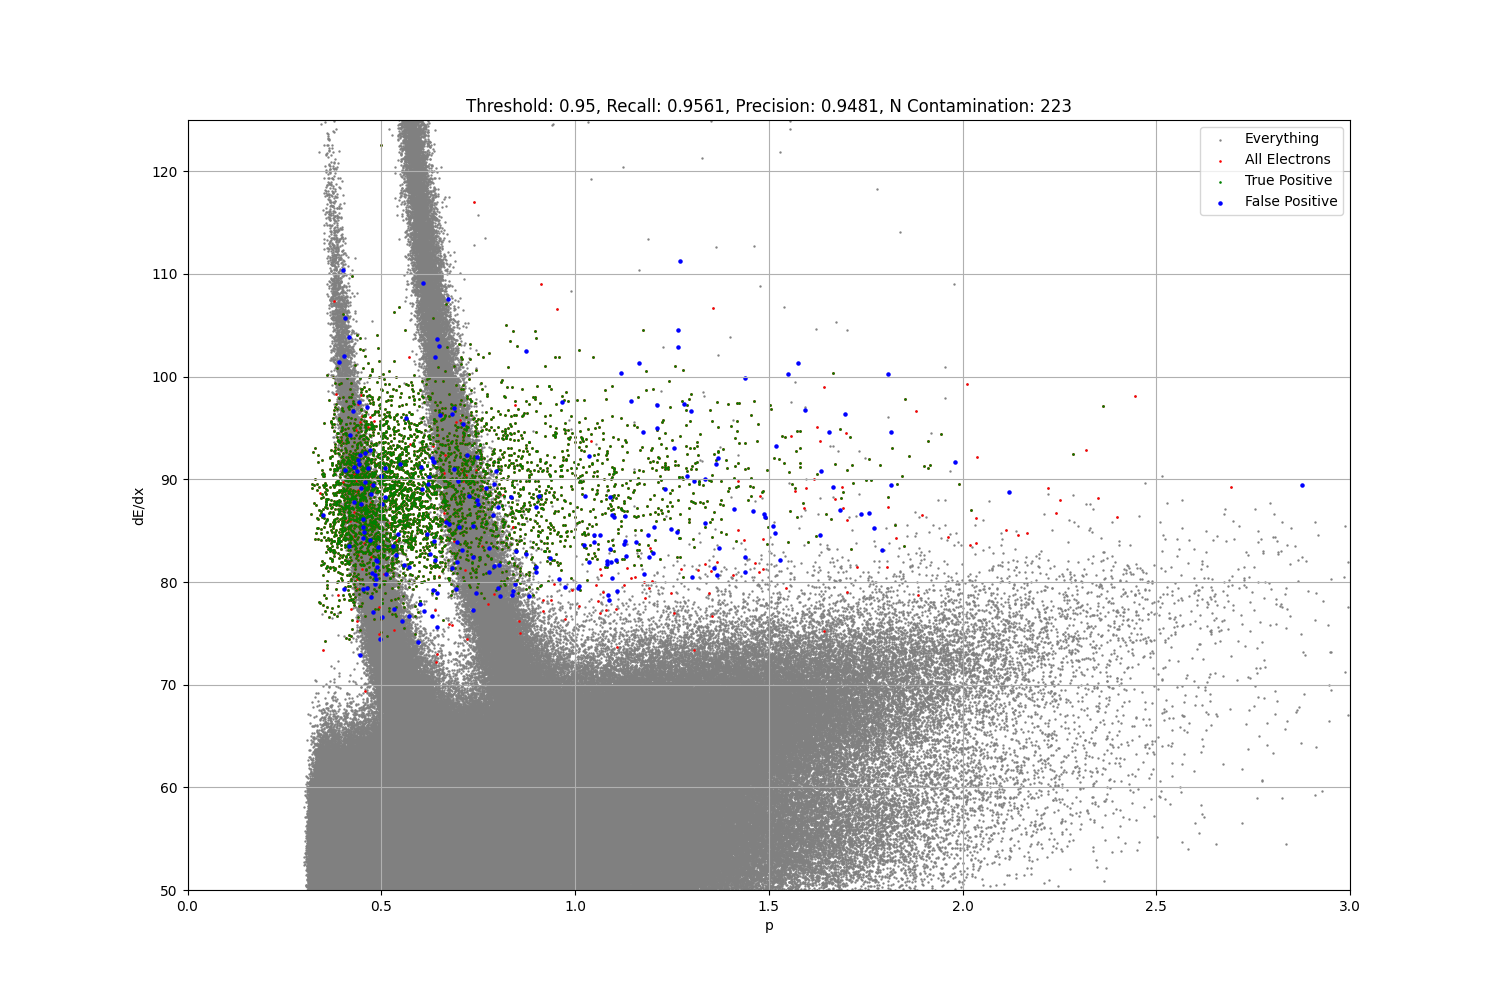 Threshold: 0.95, Recall: 0.9561, Precision: 0.9481, N Contamination: 223
Everything
All Electrons
True Positive
False Positive
120
110
100
90
80
70
60
50
dE/dx
0.0 0.5 1.0 1.5 2.0 2.5 3.0
p